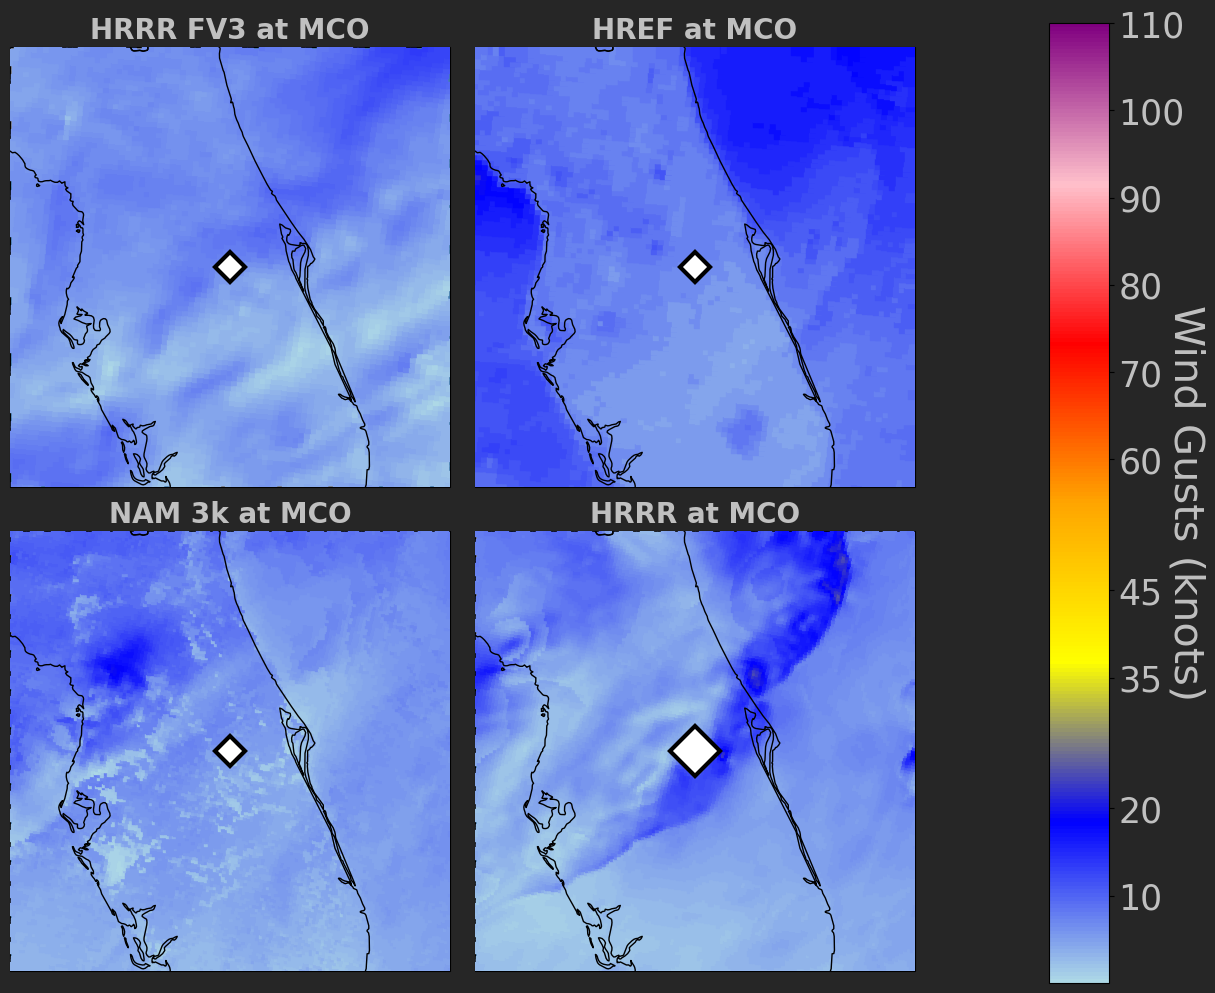 HRRR FV3 at MCO
HREF at MCO
NAM 3k at MCO
HRRR at MCO
110
100
90
80
70
60
45
35
20
10
Wind Gusts (knots)